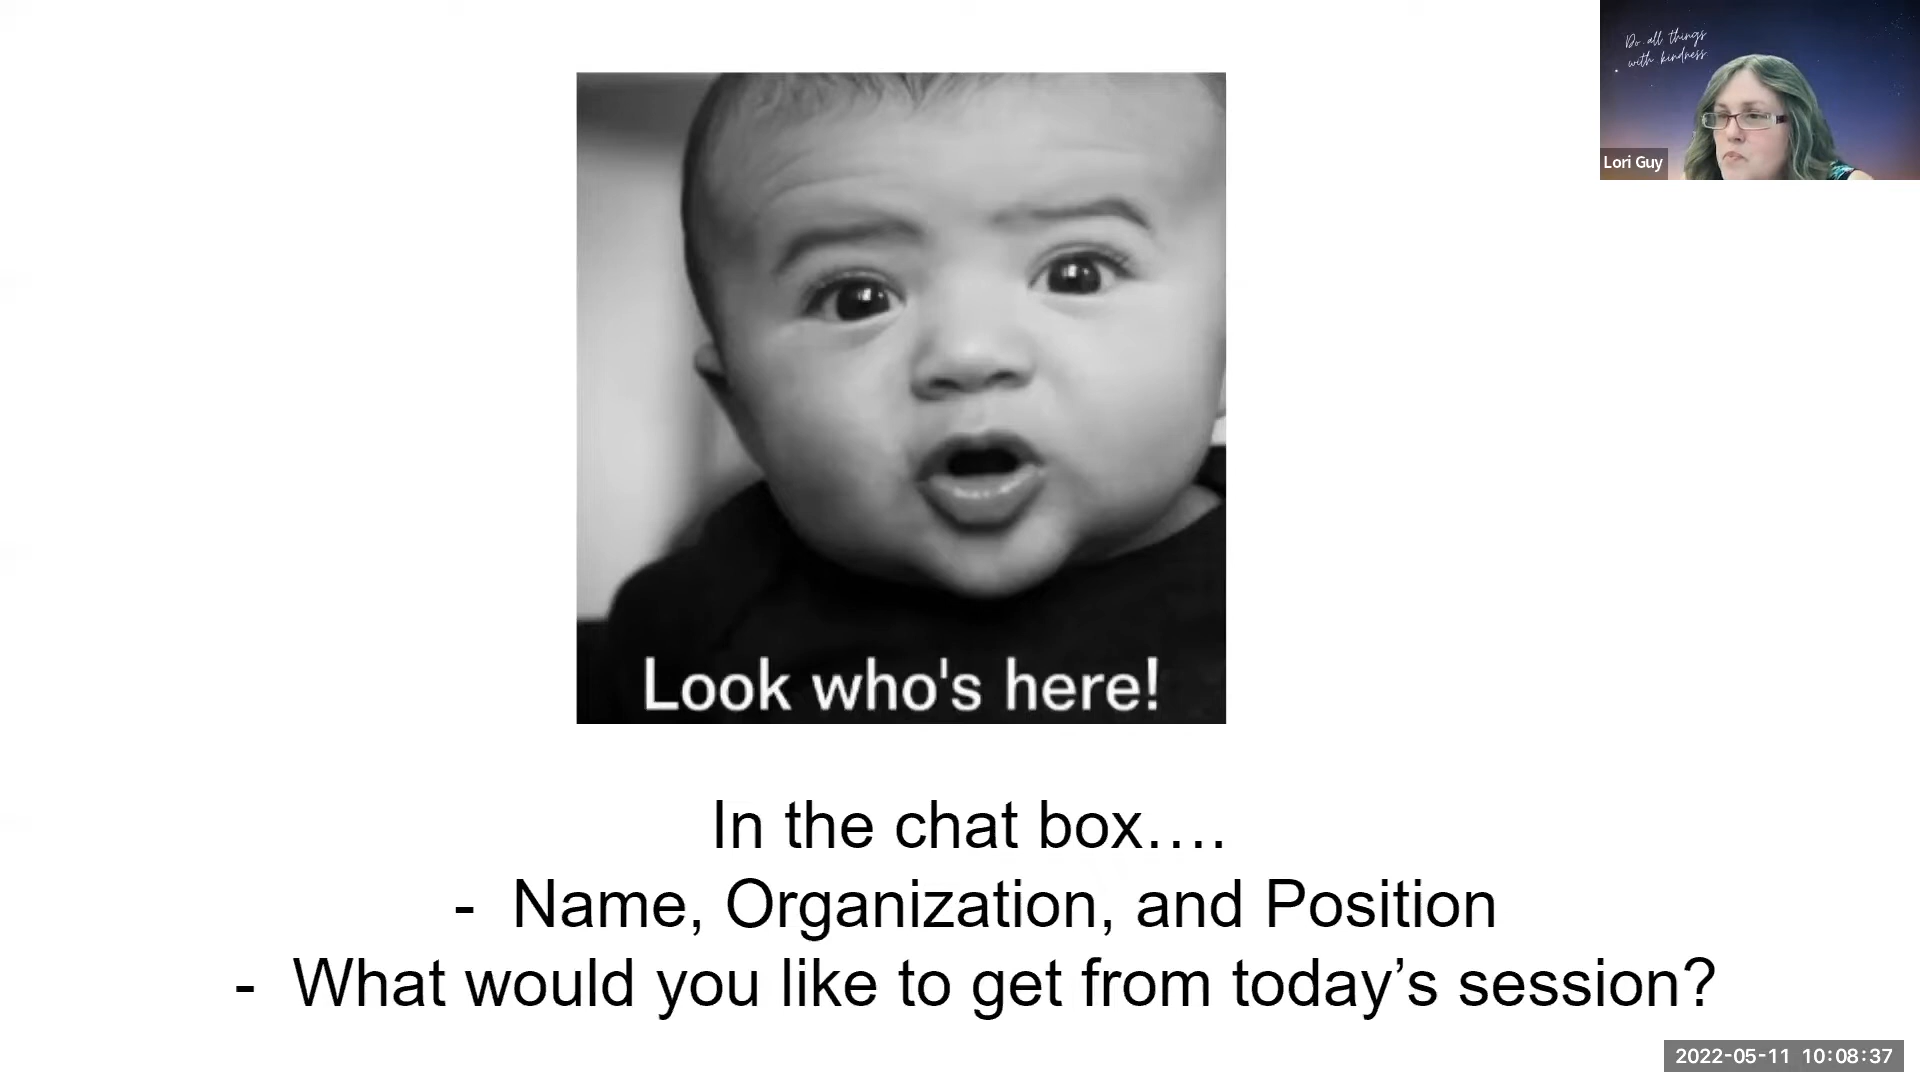 Do all things
with kindness
Lori Guy
Look who's here!
In the chat box….
- Name, Organization, and Position
- What would you like to get from today’s session?
2022-05-11 10:08:37